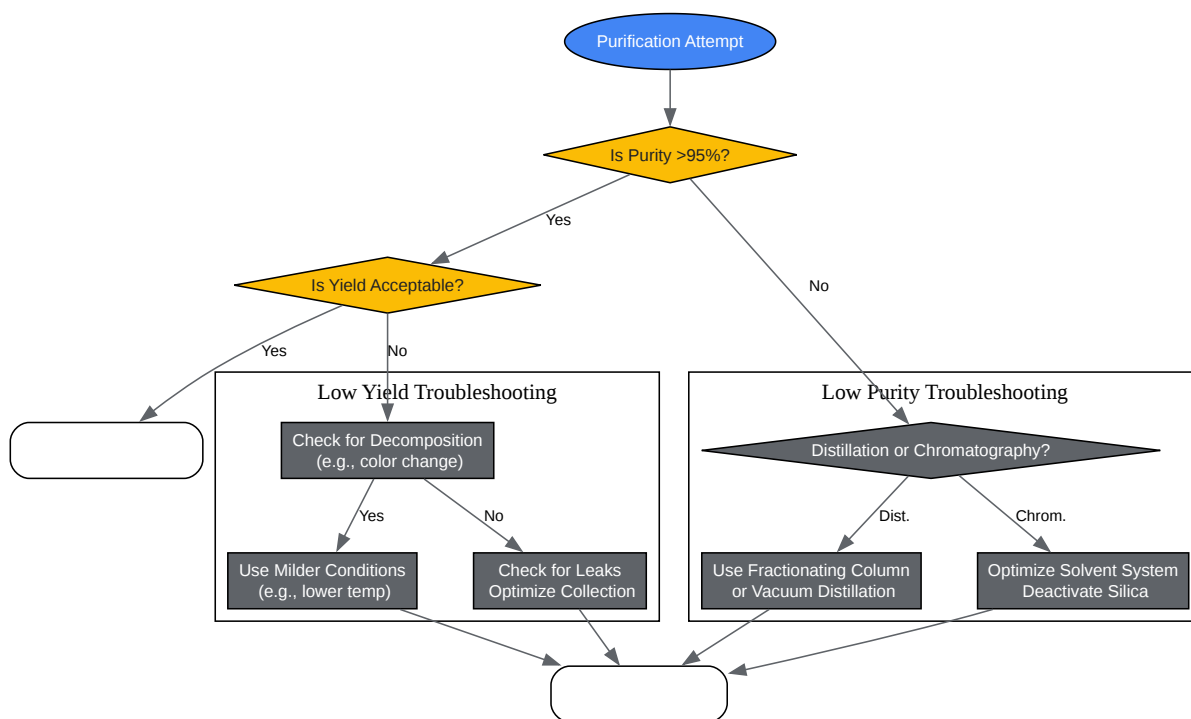 Purification Attempt
Is Purity >95%?
Yes
Is Yield Acceptable?
No
Yes
No
Low Yield Troubleshooting
Low Purity Troubleshooting
Check for Decomposition
(e.g., color change)
Distillation or Chromatography?
Yes
No
Dist.
Chrom.
Use Milder Conditions
(e.g., lower temp)
Check for Leaks
Optimize Collection
Use Fractionating Column
or Vacuum Distillation
Optimize Solvent System
Deactivate Silica